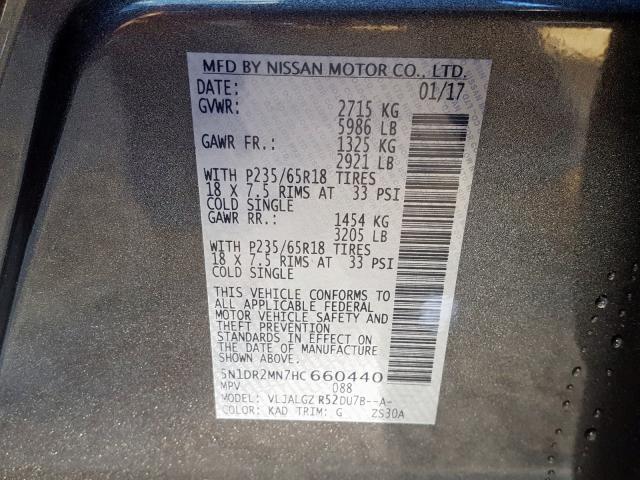 MFD BY NISSAN MOTOR CO., LTD.
DATE: 01/17
GVWR: 2715 KG
5986 LB
GAWR FR.: 1325 KG
2921 LB
WITH P235/65R18 TIRES
18 X 7.5 RIMS AT 33 PSI
COLD SINGLE
GAWR RR.: 1454 KG
3205 LB
WITH P235/65R18 TIRES
18 X 7.5 RIMS AT 33 PSI
COLD SINGLE
THIS VEHICLE CONFORMS TO
ALL APPLICABLE FEDERAL
MOTOR VEHICLE SAFETY AND
THEFT PREVENTION
STANDARDS IN EFFECT ON
THE DATE OF MANUFACTURE
SHOWN ABOVE.
5N1DR2MN7HC 660440
MPV 088
MODEL: VLJALGZ R52DU7B--A-
COLOR: KAD TRIM: G ZS30A